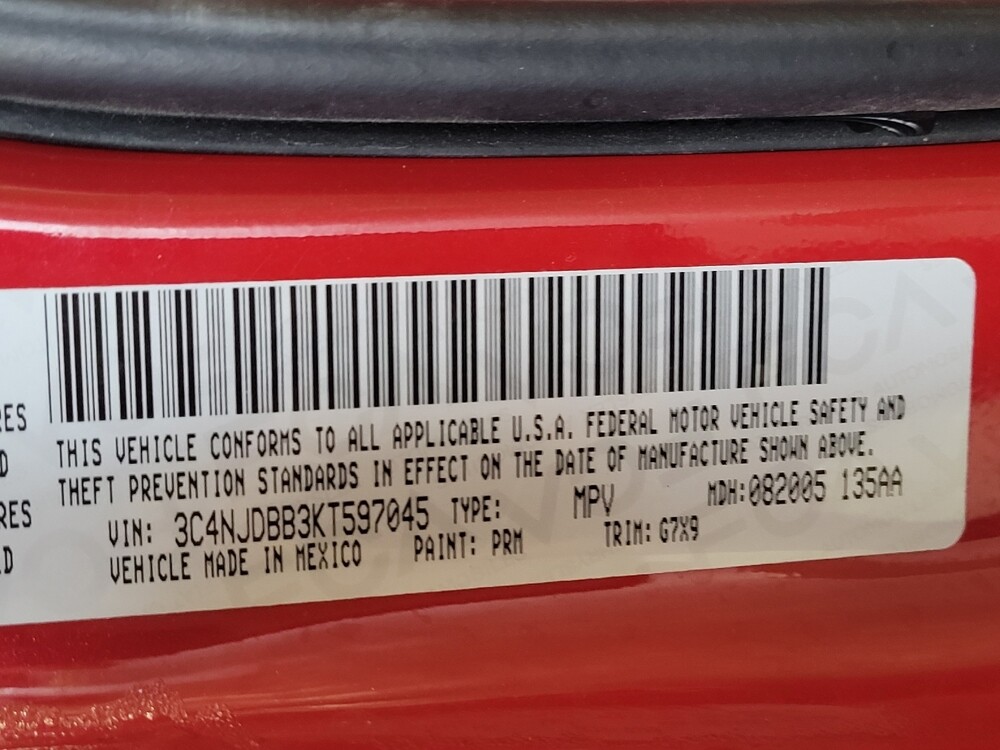 RES
D
RES
D
THIS VEHICLE CONFORMS TO ALL APPLICABLE U.S.A. FEDERAL MOTOR VEHICLE SAFETY AND
THEFT PREVENTION STANDARDS IN EFFECT ON THE DATE OF MANUFACTURE SHOWN ABOVE.
VIN: 3C4NJDBB3KT597045 TYPE: MPV MDH:082005 135AA
VEHICLE MADE IN MEXICO PAINT: PRM TRIM: G7X9